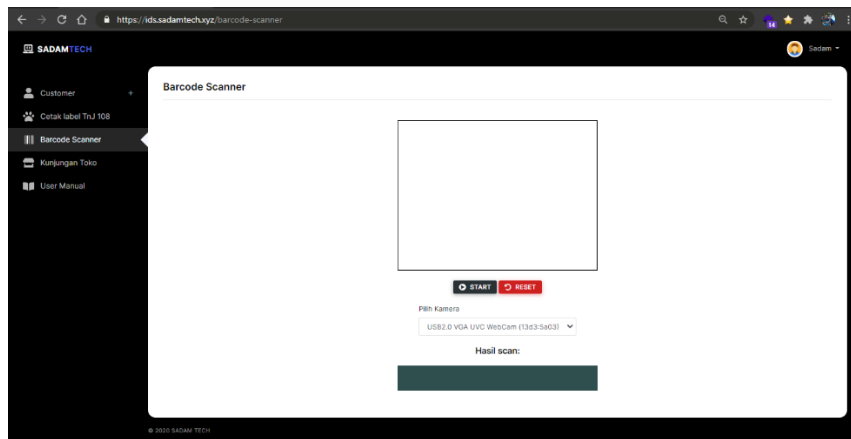 https://ids.sadamtech.xyz/barcode-scanner
14
SADAMTECH
Sadam
Customer +
Cetak label TnJ 108
Barcode Scanner
Kunjungan Toko
User Manual
Barcode Scanner
START RESET
Pilih Kamera
USB2.0 VGA UVC WebCam (13d3:5a03)
Hasil scan:
© 2020 SADAM TECH